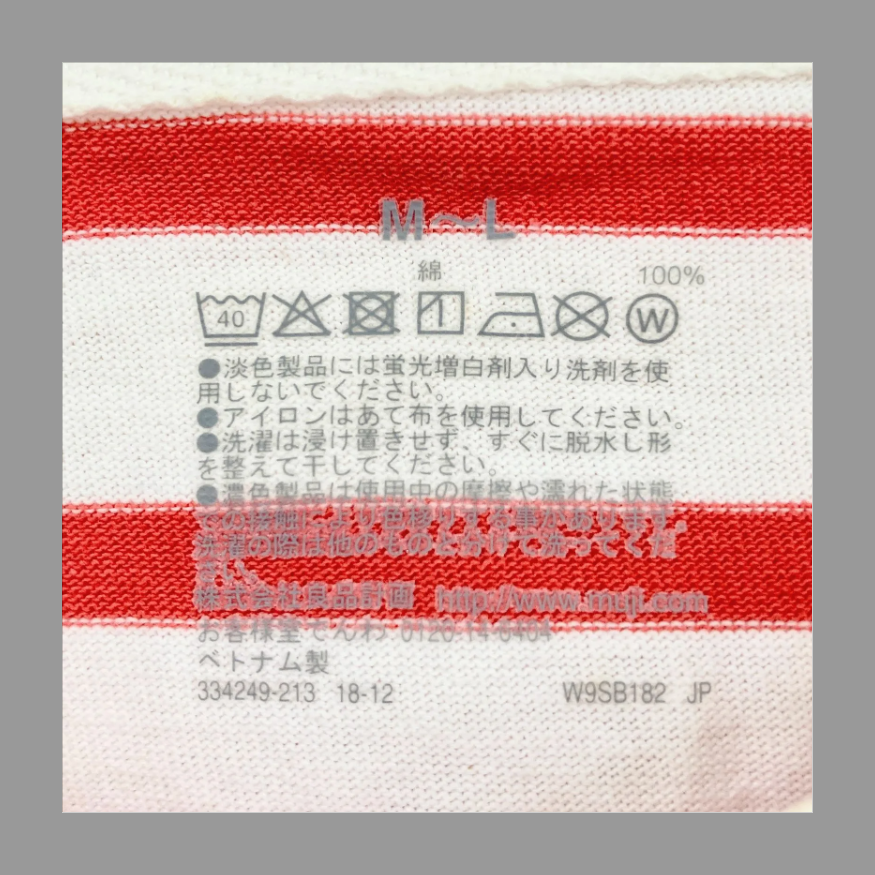 M〜L
綿 100%
40 W
●淡色製品には蛍光増白剤入り洗剤を使
用しないでください。
●アイロンはあて布を使用してください。
●洗濯は浸け置きせず、すぐに脱水し形
を整えて干してください。
●濃色製品は使用中の摩擦や濡れた状態
での接触により色移りする事があります。
洗濯の際は他のものと分けて洗ってくだ
さい。
株式会社良品計画 http://www.muji.com
お客様室でんわ 0120-14-6404
ベトナム製
334249-213 18-12 W9SB182 JP